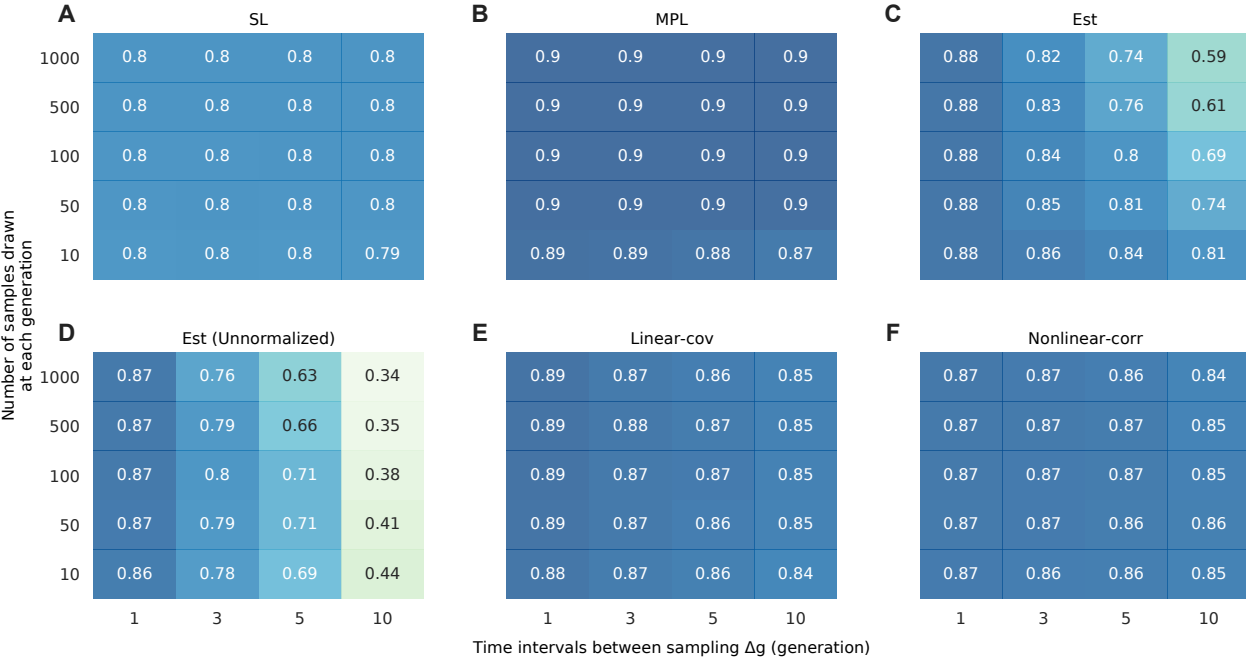 A
SL
B
MPL
C
Est
1000
0.8 0.8 0.8 0.8
0.9 0.9 0.9 0.9
0.88 0.82 0.74 0.59
500
0.8 0.8 0.8 0.8
0.9 0.9 0.9 0.9
0.88 0.83 0.76 0.61
100
0.8 0.8 0.8 0.8
0.9 0.9 0.9 0.9
0.88 0.84 0.8 0.69
50
0.8 0.8 0.8 0.8
0.9 0.9 0.9 0.9
0.88 0.85 0.81 0.74
10
0.8 0.8 0.8 0.79
0.89 0.89 0.88 0.87
0.88 0.86 0.84 0.81
Number of samples drawn
at each generation
D
Est (Unnormalized)
E
Linear-cov
F
Nonlinear-corr
1000
0.87 0.76 0.63 0.34
0.89 0.87 0.86 0.85
0.87 0.87 0.86 0.84
500
0.87 0.79 0.66 0.35
0.89 0.88 0.87 0.85
0.87 0.87 0.87 0.85
100
0.87 0.8 0.71 0.38
0.89 0.87 0.87 0.85
0.87 0.87 0.87 0.85
50
0.87 0.79 0.71 0.41
0.89 0.87 0.86 0.85
0.87 0.87 0.86 0.86
10
0.86 0.78 0.69 0.44
0.88 0.87 0.86 0.84
0.87 0.86 0.86 0.85
1 3 5 10
1 3 5 10
1 3 5 10
Time intervals between sampling Δg (generation)